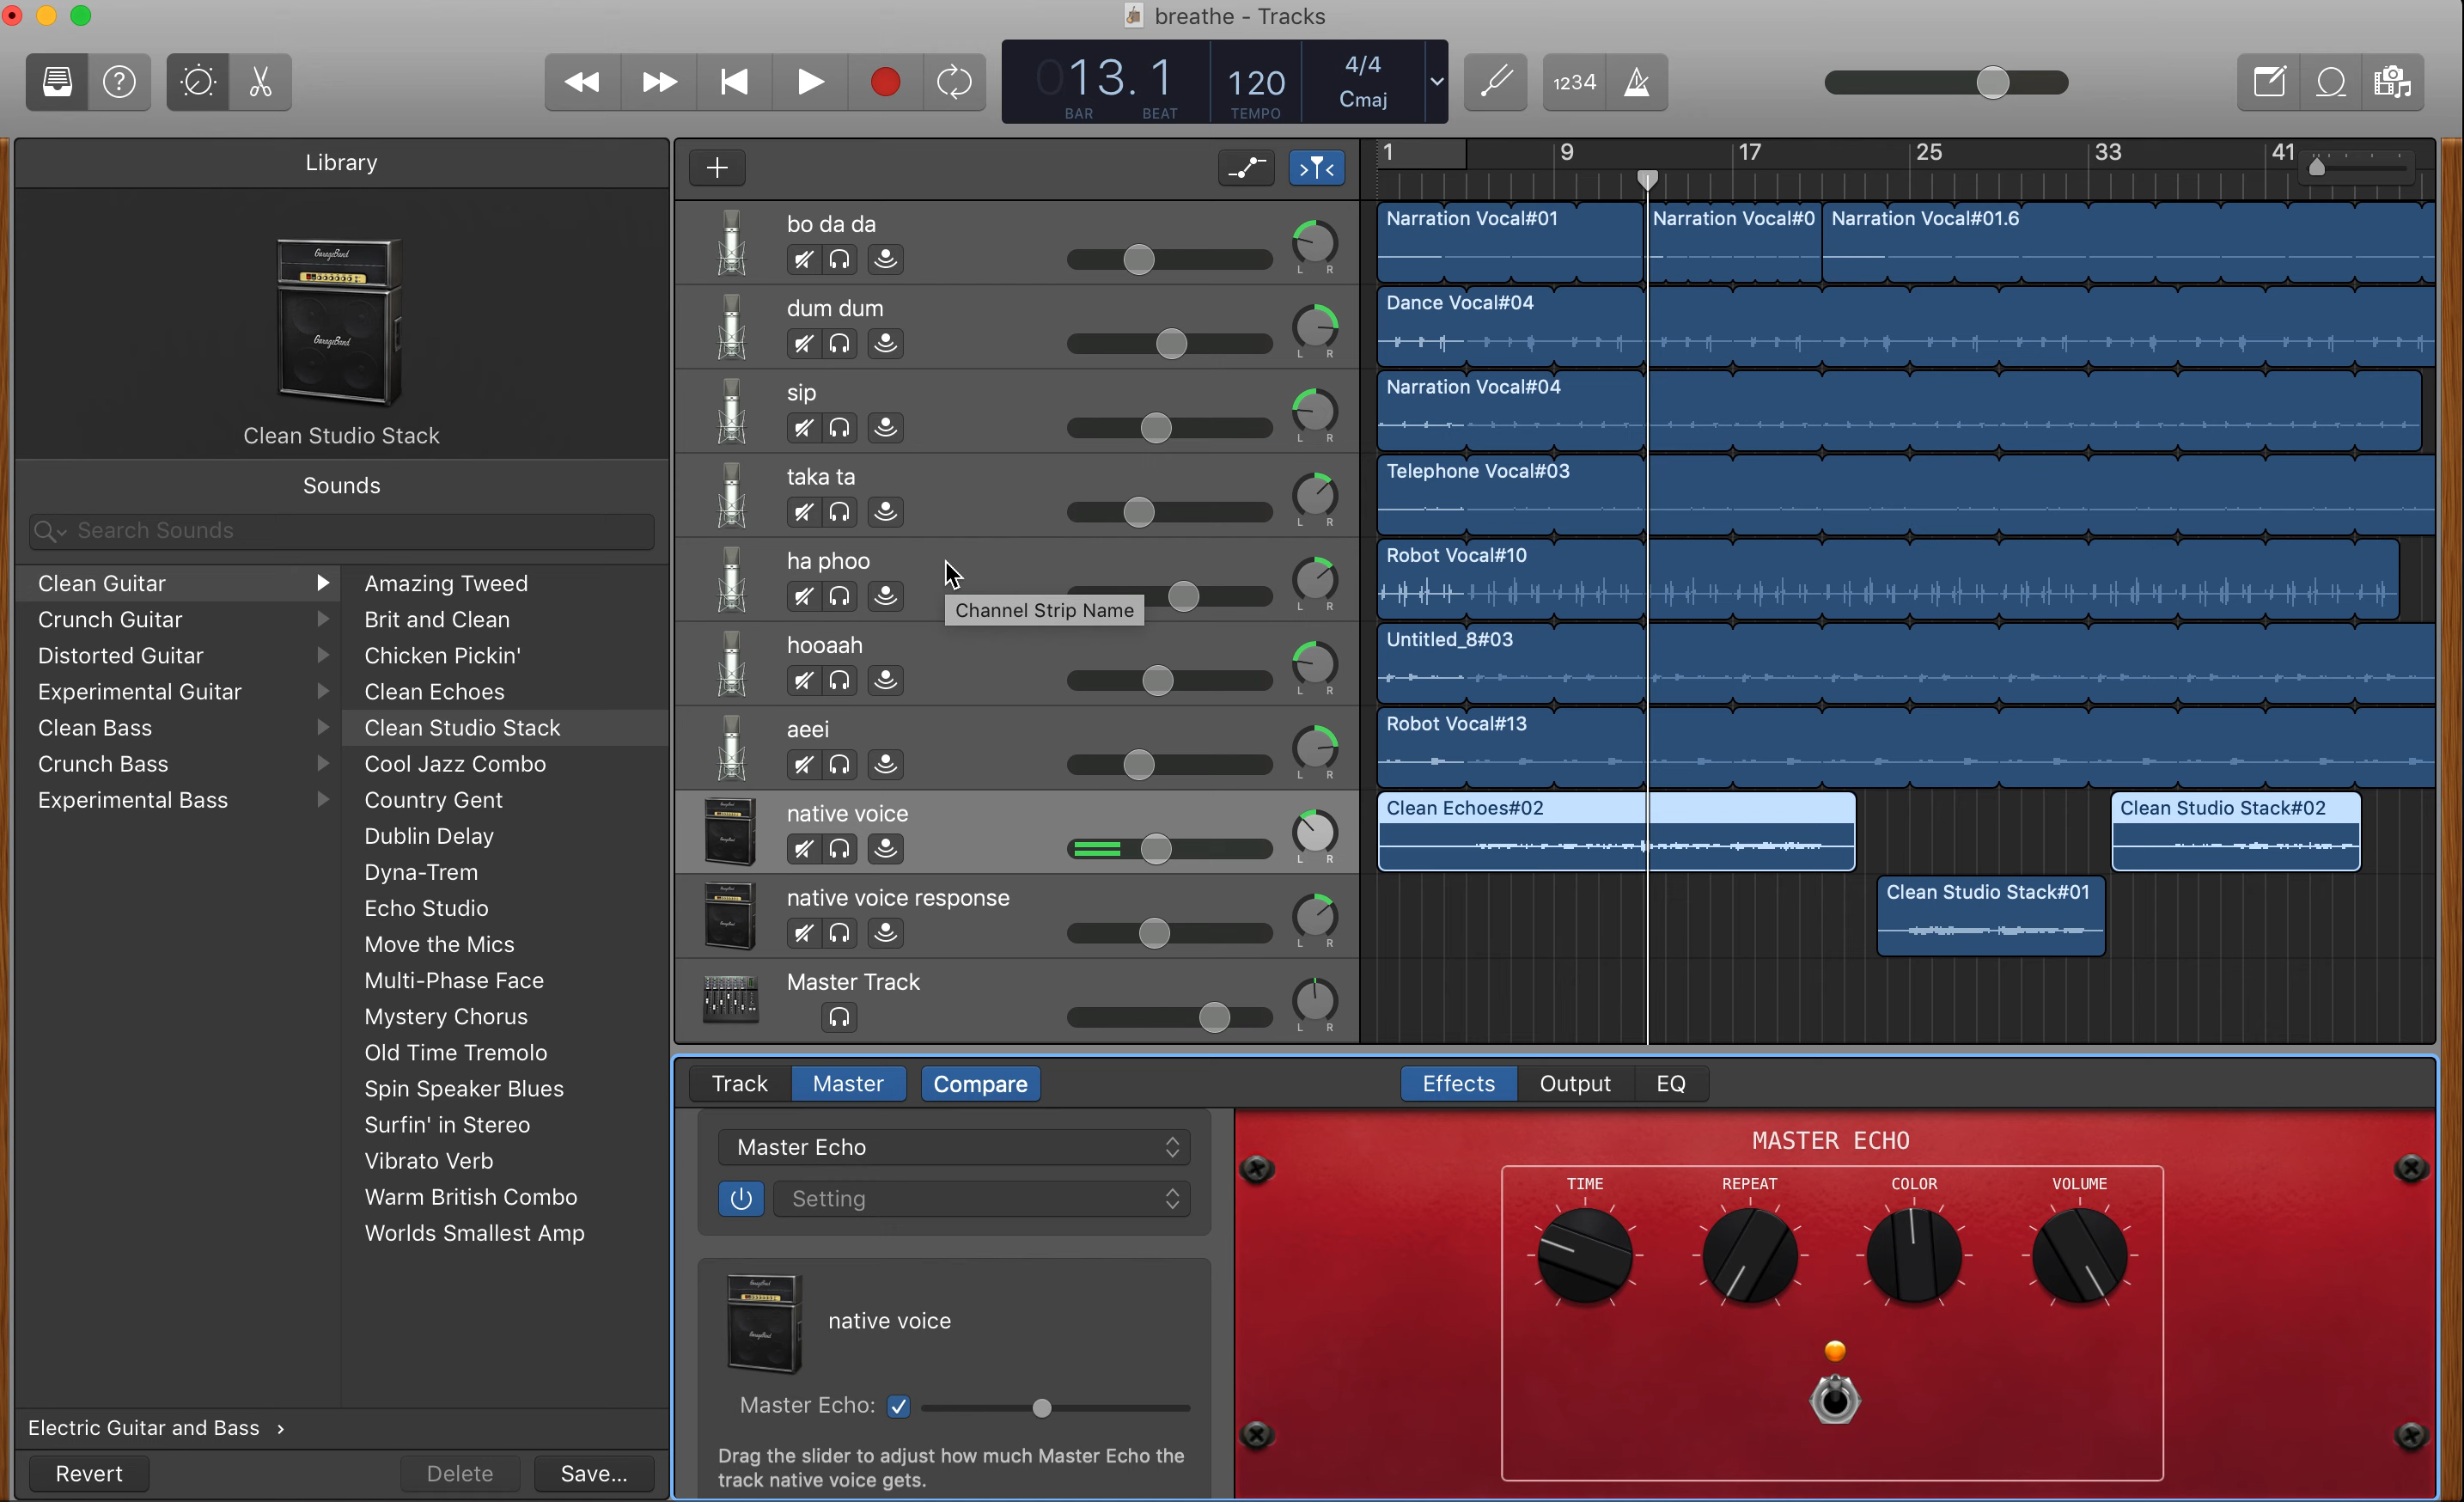 breathe - Tracks
013. 1
BAR BEAT
120
TEMPO
4/4
Cmaj
1234
Library
GarageBand
GarageBand
Clean Studio Stack
Sounds
Search Sounds
Clean Guitar
Crunch Guitar
Distorted Guitar
Experimental Guitar
Clean Bass
Crunch Bass
Experimental Bass
Amazing Tweed
Brit and Clean
Chicken Pickin'
Clean Echoes
Clean Studio Stack
Cool Jazz Combo
Country Gent
Dublin Delay
Dyna-Trem
Echo Studio
Move the Mics
Multi-Phase Face
Mystery Chorus
Old Time Tremolo
Spin Speaker Blues
Surfin' in Stereo
Vibrato Verb
Warm British Combo
Worlds Smallest Amp
Electric Guitar and Bass
Revert Delete Save...
1 9 17 25 33 41
bo da da
L R
Narration Vocal#01 Narration Vocal#0 Narration Vocal#01.6
dum dum
L R
Dance Vocal#04
sip
L R
Narration Vocal#04
taka ta
L R
Telephone Vocal#03
ha phoo
L R
Channel Strip Name
Robot Vocal#10
hooaah
L R
Untitled_8#03
aeei
L R
Robot Vocal#13
native voice
L R
Clean Echoes#02 Clean Studio Stack#02
native voice response
L R
Clean Studio Stack#01
Master Track
L R
Track Master Compare
Effects Output EQ
Master Echo
Setting
GarageBand
GarageBand
native voice
Master Echo:
Drag the slider to adjust how much Master Echo the
track native voice gets.
MASTER ECHO
TIME REPEAT COLOR VOLUME